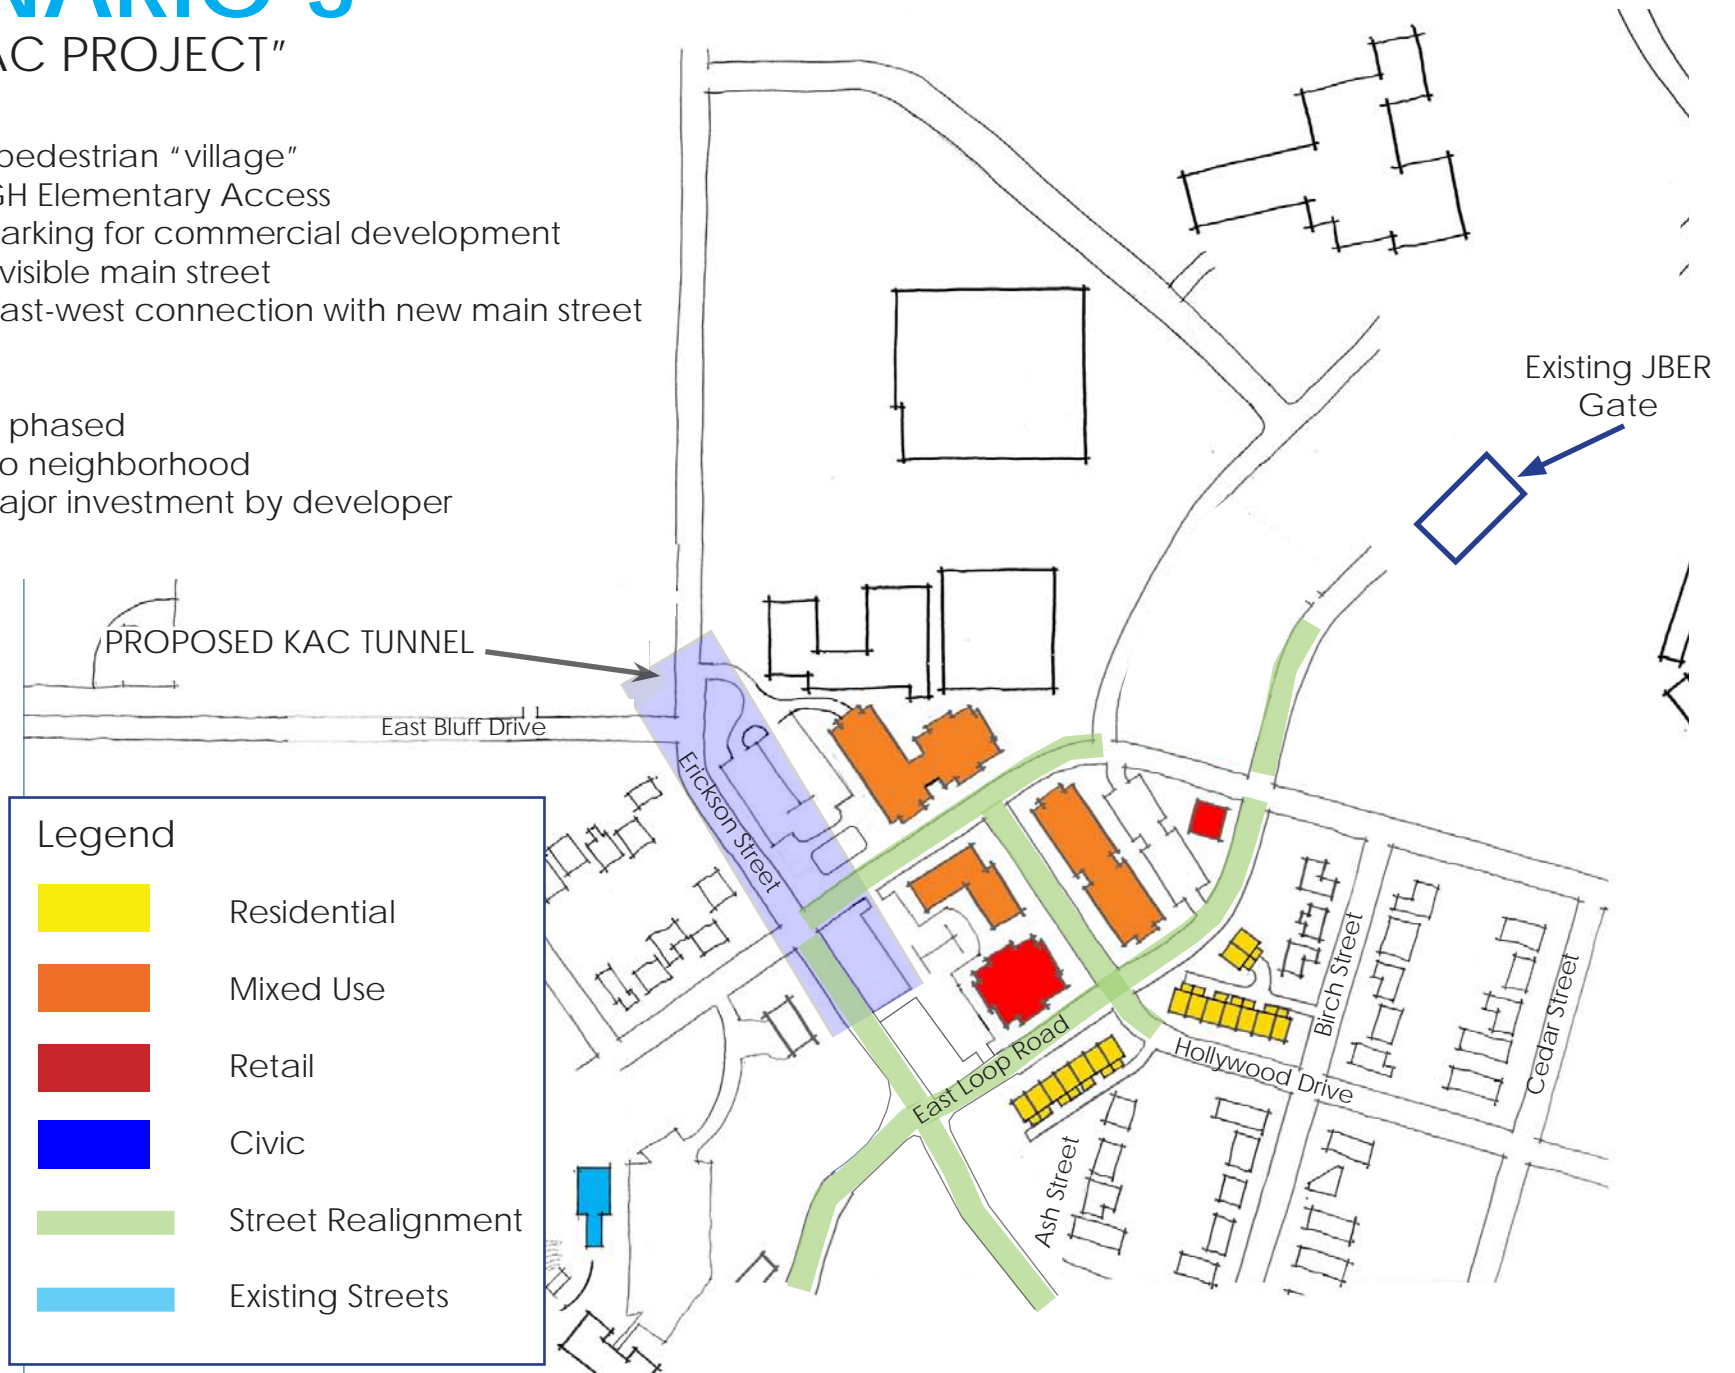 NARIO 3
AC PROJECT"
pedestrian "village"
GH Elementary Access
arking for commercial development
visible main street
ast-west connection with new main street
phased
o neighborhood
ajor investment by developer
Existing JBER
Gate
PROPOSED KAC TUNNEL
East Bluff Drive
Erickson Street
Legend
Residential
Mixed Use
Retail
Civic
Street Realignment
Existing Streets
East Loop Road
Hollywood Drive
Birch Street
Cedar Street
Ash Street